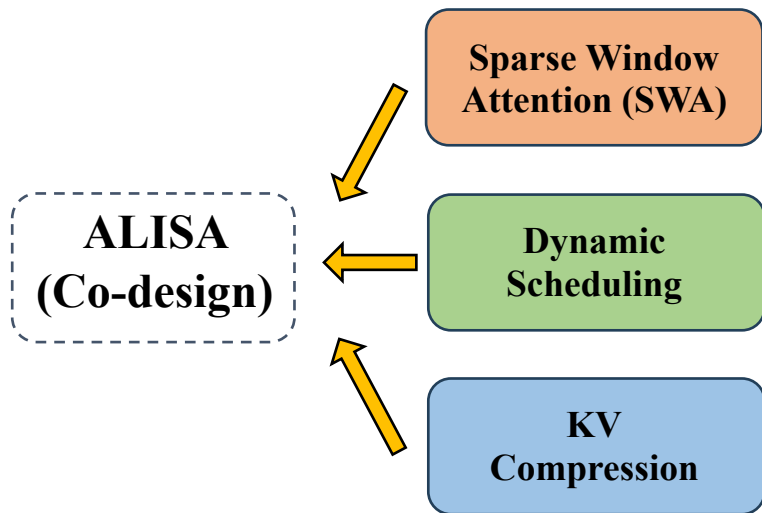 Sparse Window
Attention (SWA)
ALISA
(Co-design)
Dynamic
Scheduling
KV
Compression